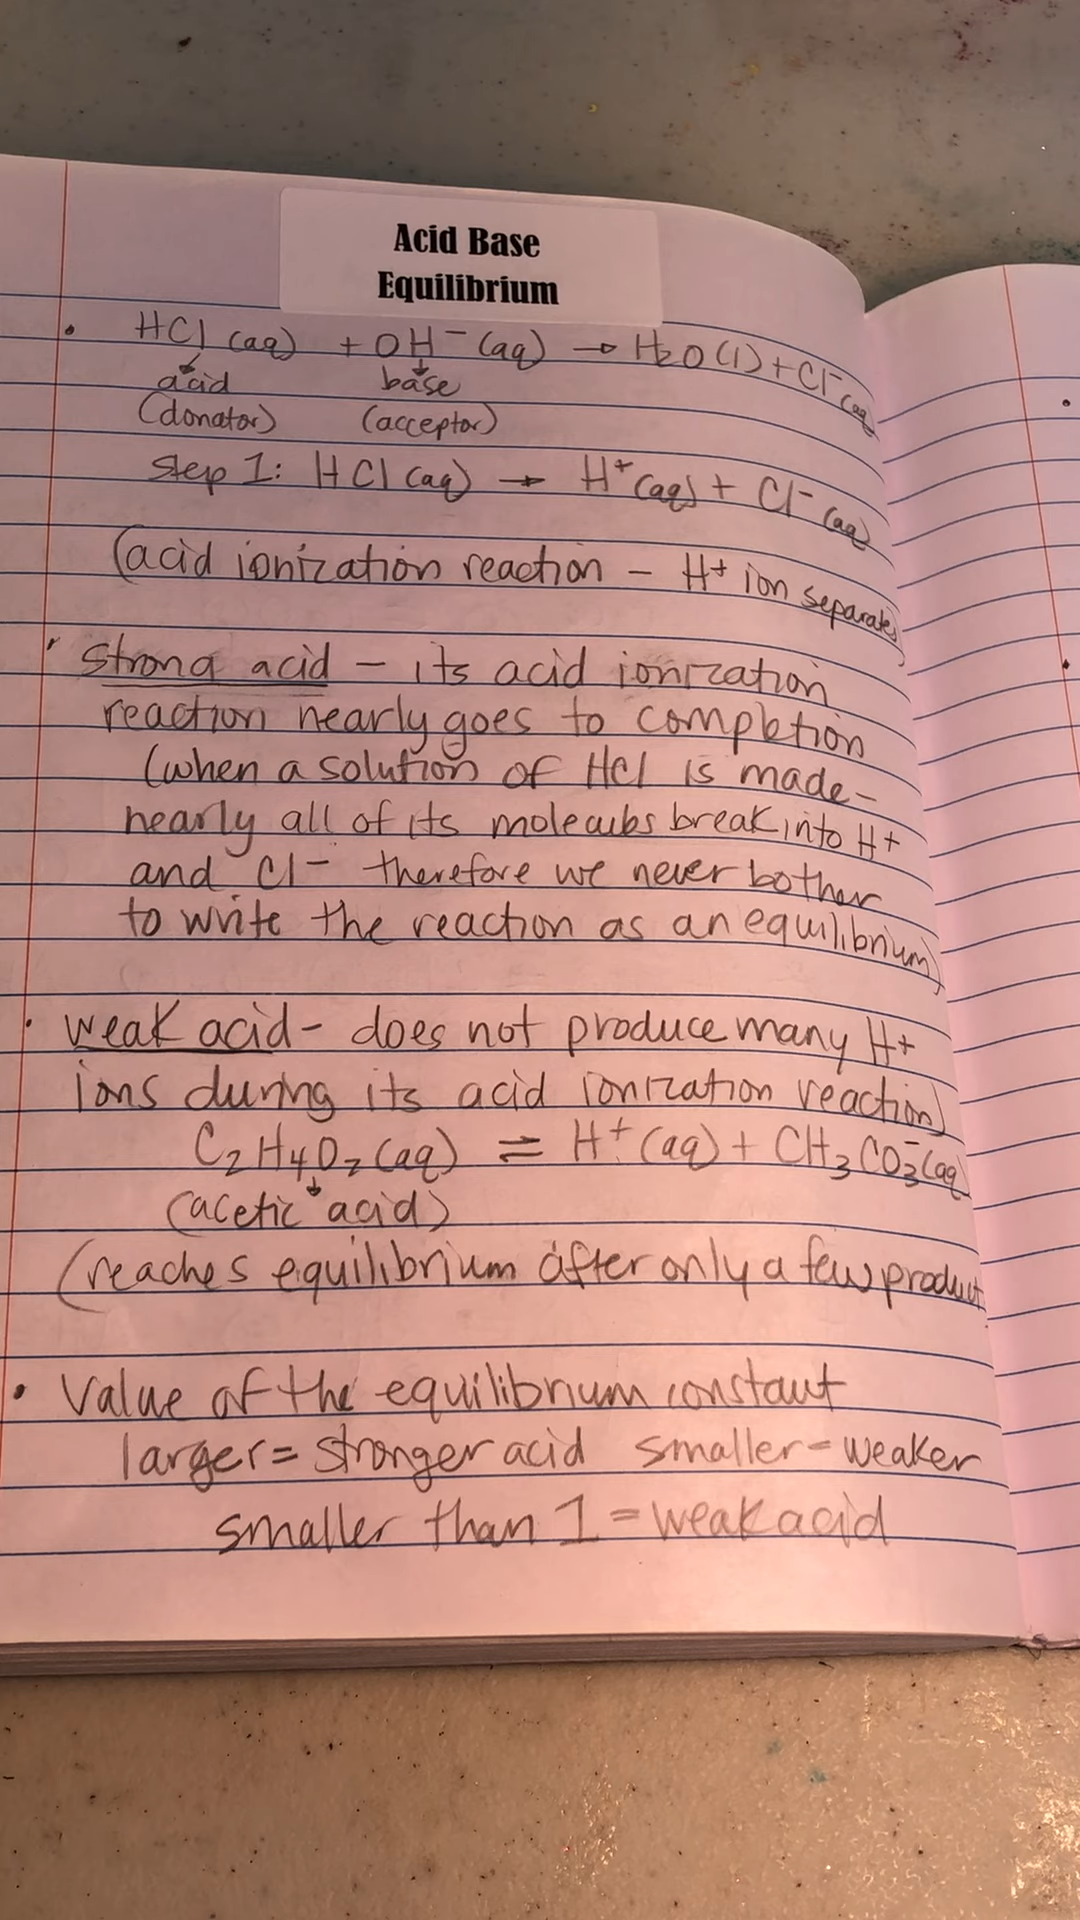 Acid Base
Equilibrium
• HCl (aq) + OH⁻ (aq) → H₂O (l) + Cl⁻ (aq)
acid base
(donator) (acceptor)
Step 1: HCl (aq) → H⁺ (aq) + Cl⁻ (aq)
(acid ionization reaction - H+ ion separates)
• Strong acid - its acid ionization
reaction nearly goes to completion
(when a solution of HCl is made -
nearly all of its molecules break into H+
and Cl- therefore we never bother
to write the reaction as an equilibrium)
• weak acid - does not produce many H+
ions during its acid ionization reaction)
C₂H₄O₂ (aq) ⇌ H⁺ (aq) + CH₃CO₃⁻ (aq)
(acetic acid)
(reaches equilibrium after only a few product
• Value of the equilibrium constant
larger = stronger acid smaller = weaker
smaller than 1 = weak acid